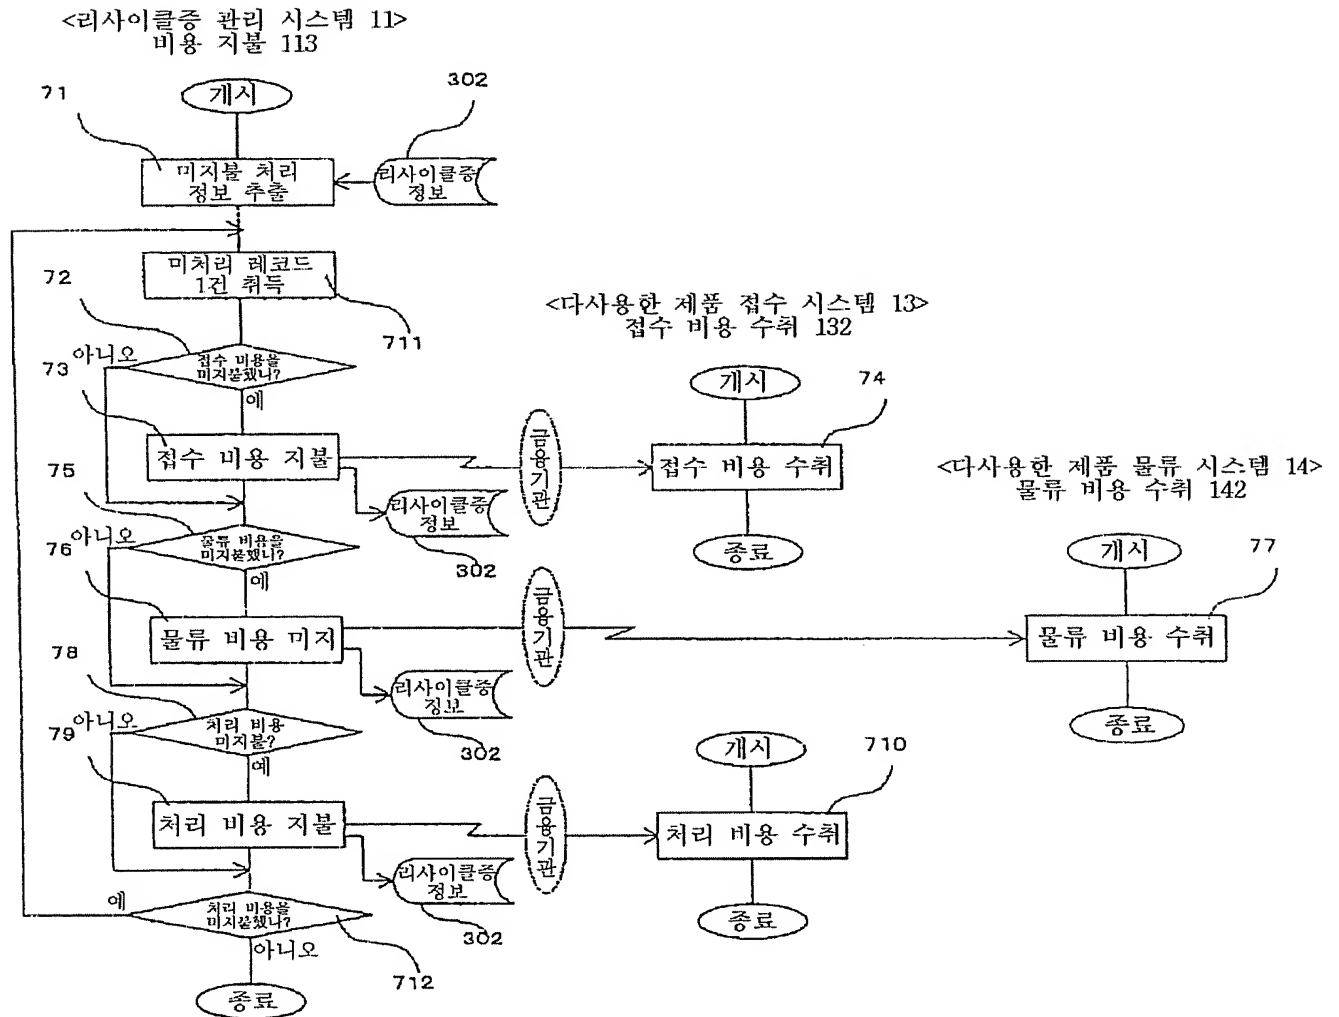 <리사이클증 관리 시스템 11>
비용 지불 113
개시
71
302
미지불 처리
정보 추출
리사이클증
정보
72
미처리 레코드
1건 취득
711
<다사용한 제품 접수 시스템 13>
접수 비용 수취 132
73
아니오
접수 비용을
미지불했나?
예
개시
74
75
접수 비용 지불
금융기관
접수 비용 수취
<다사용한 제품 물류 시스템 14>
물류 비용 수취 142
리사이클증
정보
302
종료
76
아니오
물류 비용을
미지불했나?
예
개시
77
78
물류 비용 미지
금융기관
물류 비용 수취
리사이클증
정보
302
종료
79
아니오
처리 비용
미지불?
예
개시
710
처리 비용 지불
금융기관
처리 비용 수취
리사이클증
정보
302
종료
예
처리 비용을
미지불했나?
아니오
712
종료